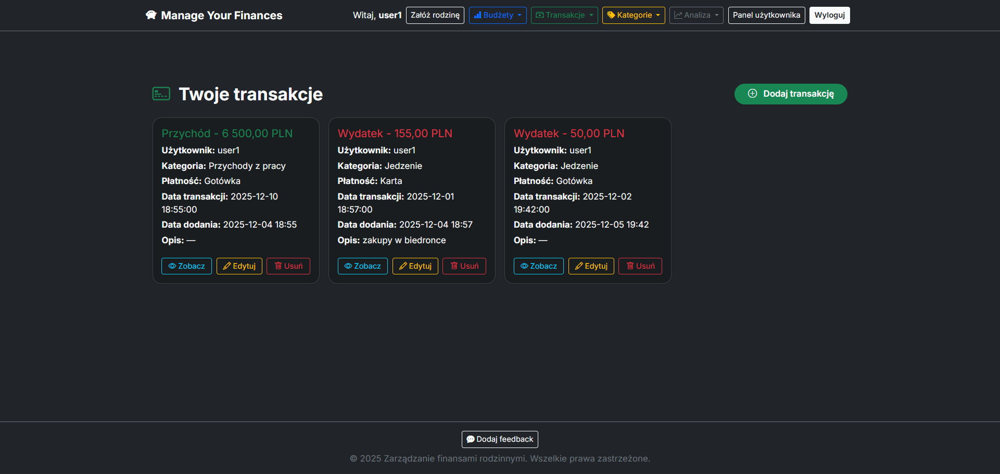 Manage Your Finances
Witaj, user1 Załóż rodzinę Budżety Transakcje Kategorie Analiza Panel użytkownika Wyloguj
Twoje transakcje
Dodaj transakcję
Przychód - 6 500,00 PLN
Użytkownik: user1
Kategoria: Przychody z pracy
Płatność: Gotówka
Data transakcji: 2025-12-10
18:55:00
Data dodania: 2025-12-04 18:55
Opis: —
Zobacz Edytuj Usuń
Wydatek - 155,00 PLN
Użytkownik: user1
Kategoria: Jedzenie
Płatność: Karta
Data transakcji: 2025-12-01
18:57:00
Data dodania: 2025-12-04 18:57
Opis: zakupy w biedronce
Zobacz Edytuj Usuń
Wydatek - 50,00 PLN
Użytkownik: user1
Kategoria: Jedzenie
Płatność: Gotówka
Data transakcji: 2025-12-02
19:42:00
Data dodania: 2025-12-05 19:42
Opis: —
Zobacz Edytuj Usuń
Dodaj feedback
© 2025 Zarządzanie finansami rodzinnymi. Wszelkie prawa zastrzeżone.